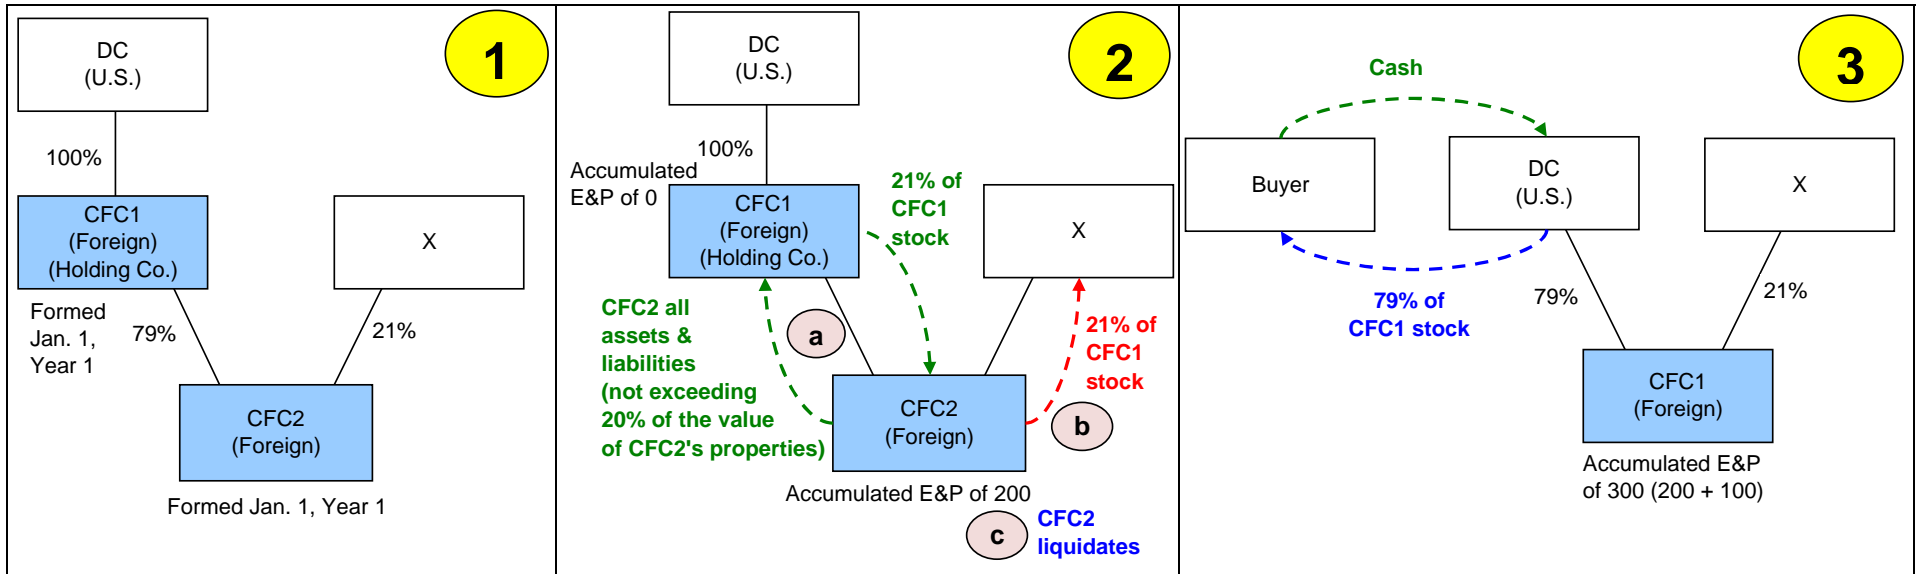 1
DC
(U.S.)
100%
CFC1
(Foreign)
(Holding Co.)
X
Formed
Jan. 1,
Year 1
79%
21%
CFC2
(Foreign)
Formed Jan. 1, Year 1
2
DC
(U.S.)
100%
Accumulated
E&P of 0
CFC1
(Foreign)
(Holding Co.)
21% of
CFC1
stock
X
CFC2 all
assets &
liabilities
(not exceeding
20% of the value
of CFC2's properties)
a
21% of
CFC1
stock
CFC2
(Foreign)
b
Accumulated E&P of 200
c
CFC2
liquidates
3
Cash
Buyer
DC
(U.S.)
X
79% of
CFC1 stock
79%
21%
CFC1
(Foreign)
Accumulated E&P
of 300 (200 + 100)